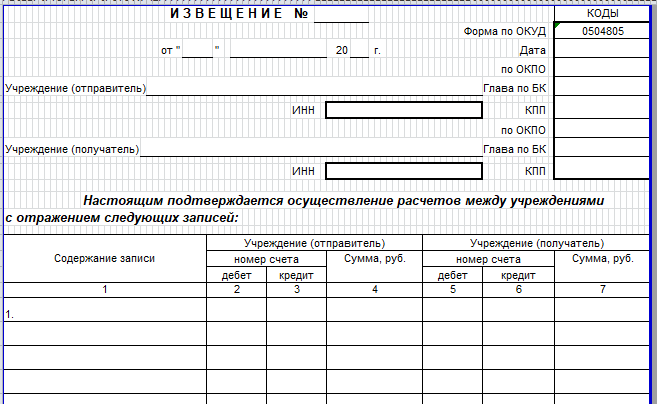 И З В Е Щ Е Н И Е № КОДЫ
Форма по ОКУД 0504805
от " " 20 г. Дата
по ОКПО
Учреждение (отправитель) Глава по БК
ИНН КПП
по ОКПО
Учреждение (получатель) Глава по БК
ИНН КПП
Настоящим подтверждается осуществление расчетов между учреждениями
с отражением следующих записей:
Содержание записи Учреждение (отправитель) Учреждение (получатель)
номер счета Сумма, руб. номер счета Сумма, руб.
дебет кредит дебет кредит
1 2 3 4 5 6 7
1.